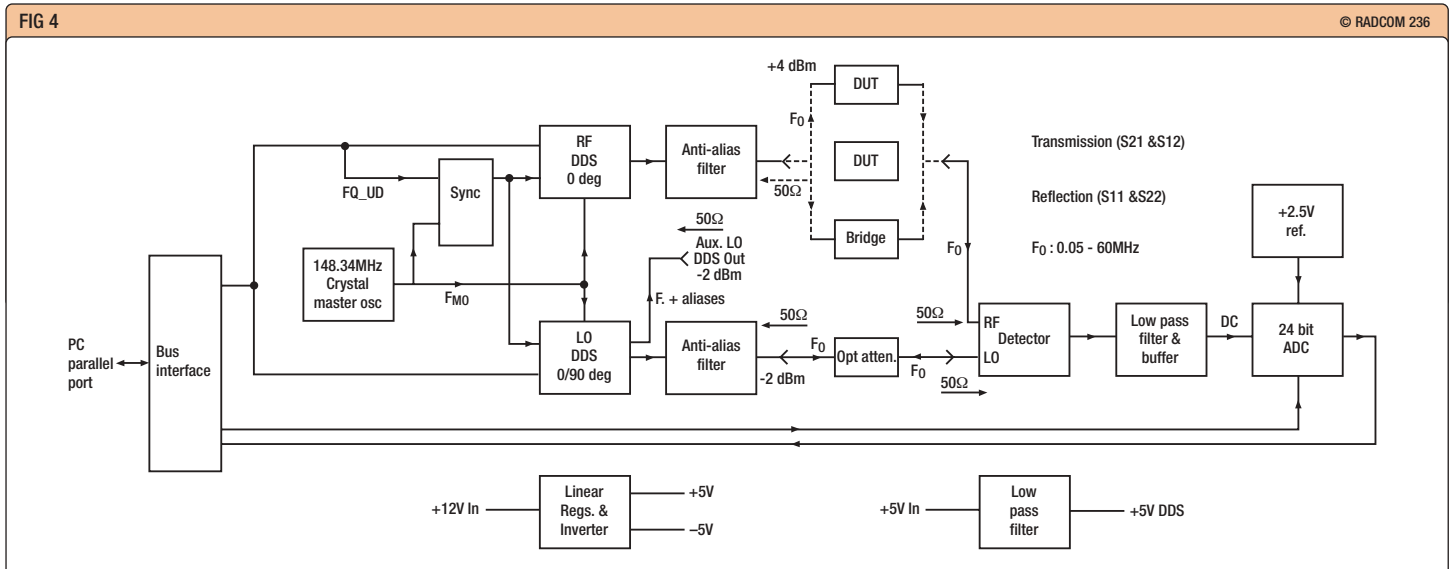 FIG 4
© RADCOM 236
+4 dBm
DUT
F0
RF
DDS
0 deg
Anti-alias
filter
DUT
Transmission (S21 &S12)
FQ_UD
Sync
50Ω
Reflection (S11 &S22)
+2.5V
ref.
50Ω
Aux. LO
DDS Out
-2 dBm
Bridge
F0
F0 : 0.05 - 60MHz
148.34MHz
Crystal
master osc
FMO
F. + aliases
PC
parallel
port
Bus
interface
LO
DDS
0/90 deg
Anti-alias
filter
50Ω
F0
-2 dBm
Opt atten.
F0
50Ω
50Ω
RF
Detector
LO
Low pass
filter &
buffer
DC
24 bit
ADC
+12V In
Linear
Regs. &
Inverter
+5V
–5V
+5V In
Low
pass
filter
+5V DDS